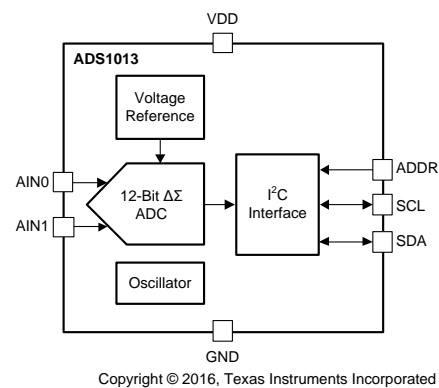 VDD
ADS1013
Voltage
Reference
AIN0
AIN1
12-Bit ΔΣ
ADC
I²C
Interface
ADDR
SCL
SDA
Oscillator
GND
Copyright © 2016, Texas Instruments Incorporated